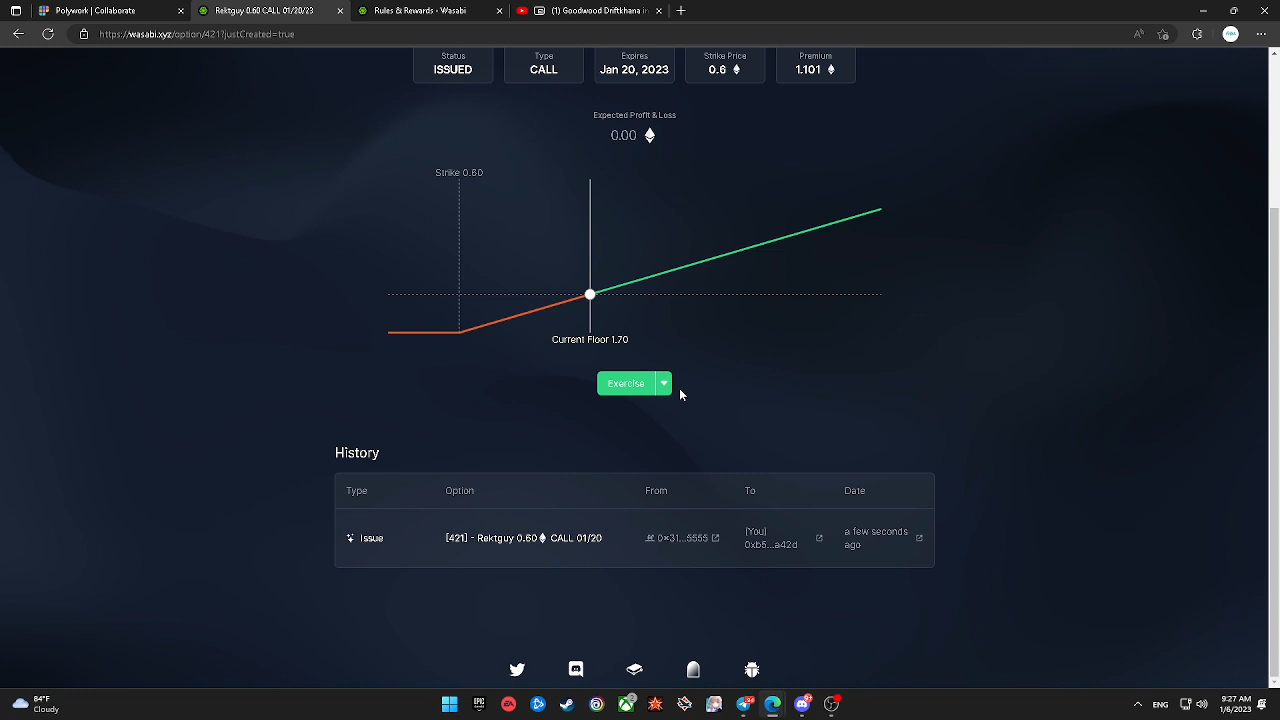 Polywork | Collaborate
Rektguy 0.60 CALL 01/20/23
Rules & Rewards - Wasabi
(1) Goodwood Driftkhana in
https://wasabi.xyz/option/421?justCreated=true
Status
ISSUED
Type
CALL
Expires
Jan 20, 2023
Strike Price
0.6
Premium
1.101
Expected Profit & Loss
0.00
Strike 0.60
Current Floor 1.70
Exercise
History
Type Option From To Date
Issue [421] - Rektguy 0.60 CALL 01/20 0x31...5555 [You] 0xb5...a42d a few seconds ago
84°F
Cloudy
ENG
9:27 AM
1/6/2023